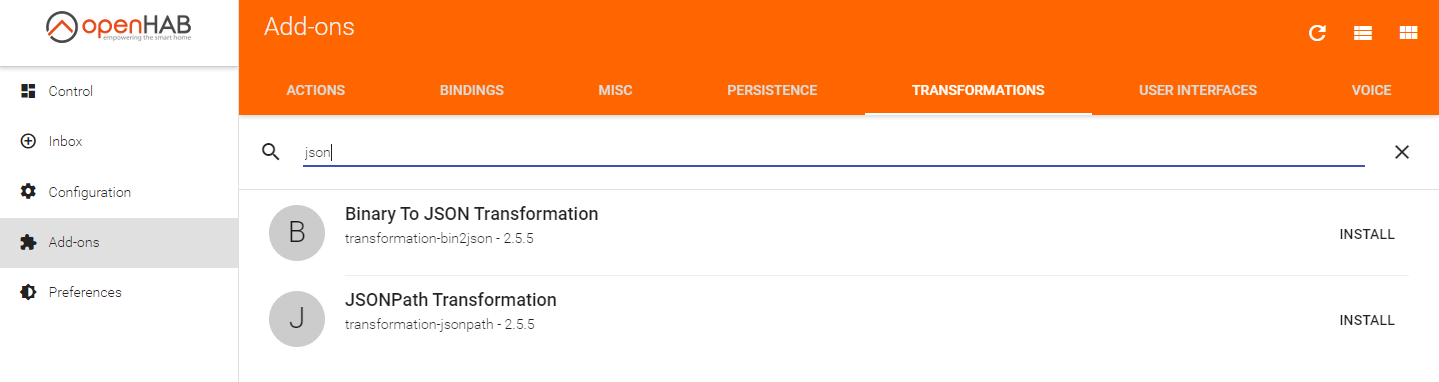 openHAB
empowering the smart home
Add-ons
ACTIONS BINDINGS MISC PERSISTENCE TRANSFORMATIONS USER INTERFACES VOICE
Control
Inbox
Configuration
Add-ons
Preferences
json
B
Binary To JSON Transformation
transformation-bin2json - 2.5.5
INSTALL
J
JSONPath Transformation
transformation-jsonpath - 2.5.5
INSTALL